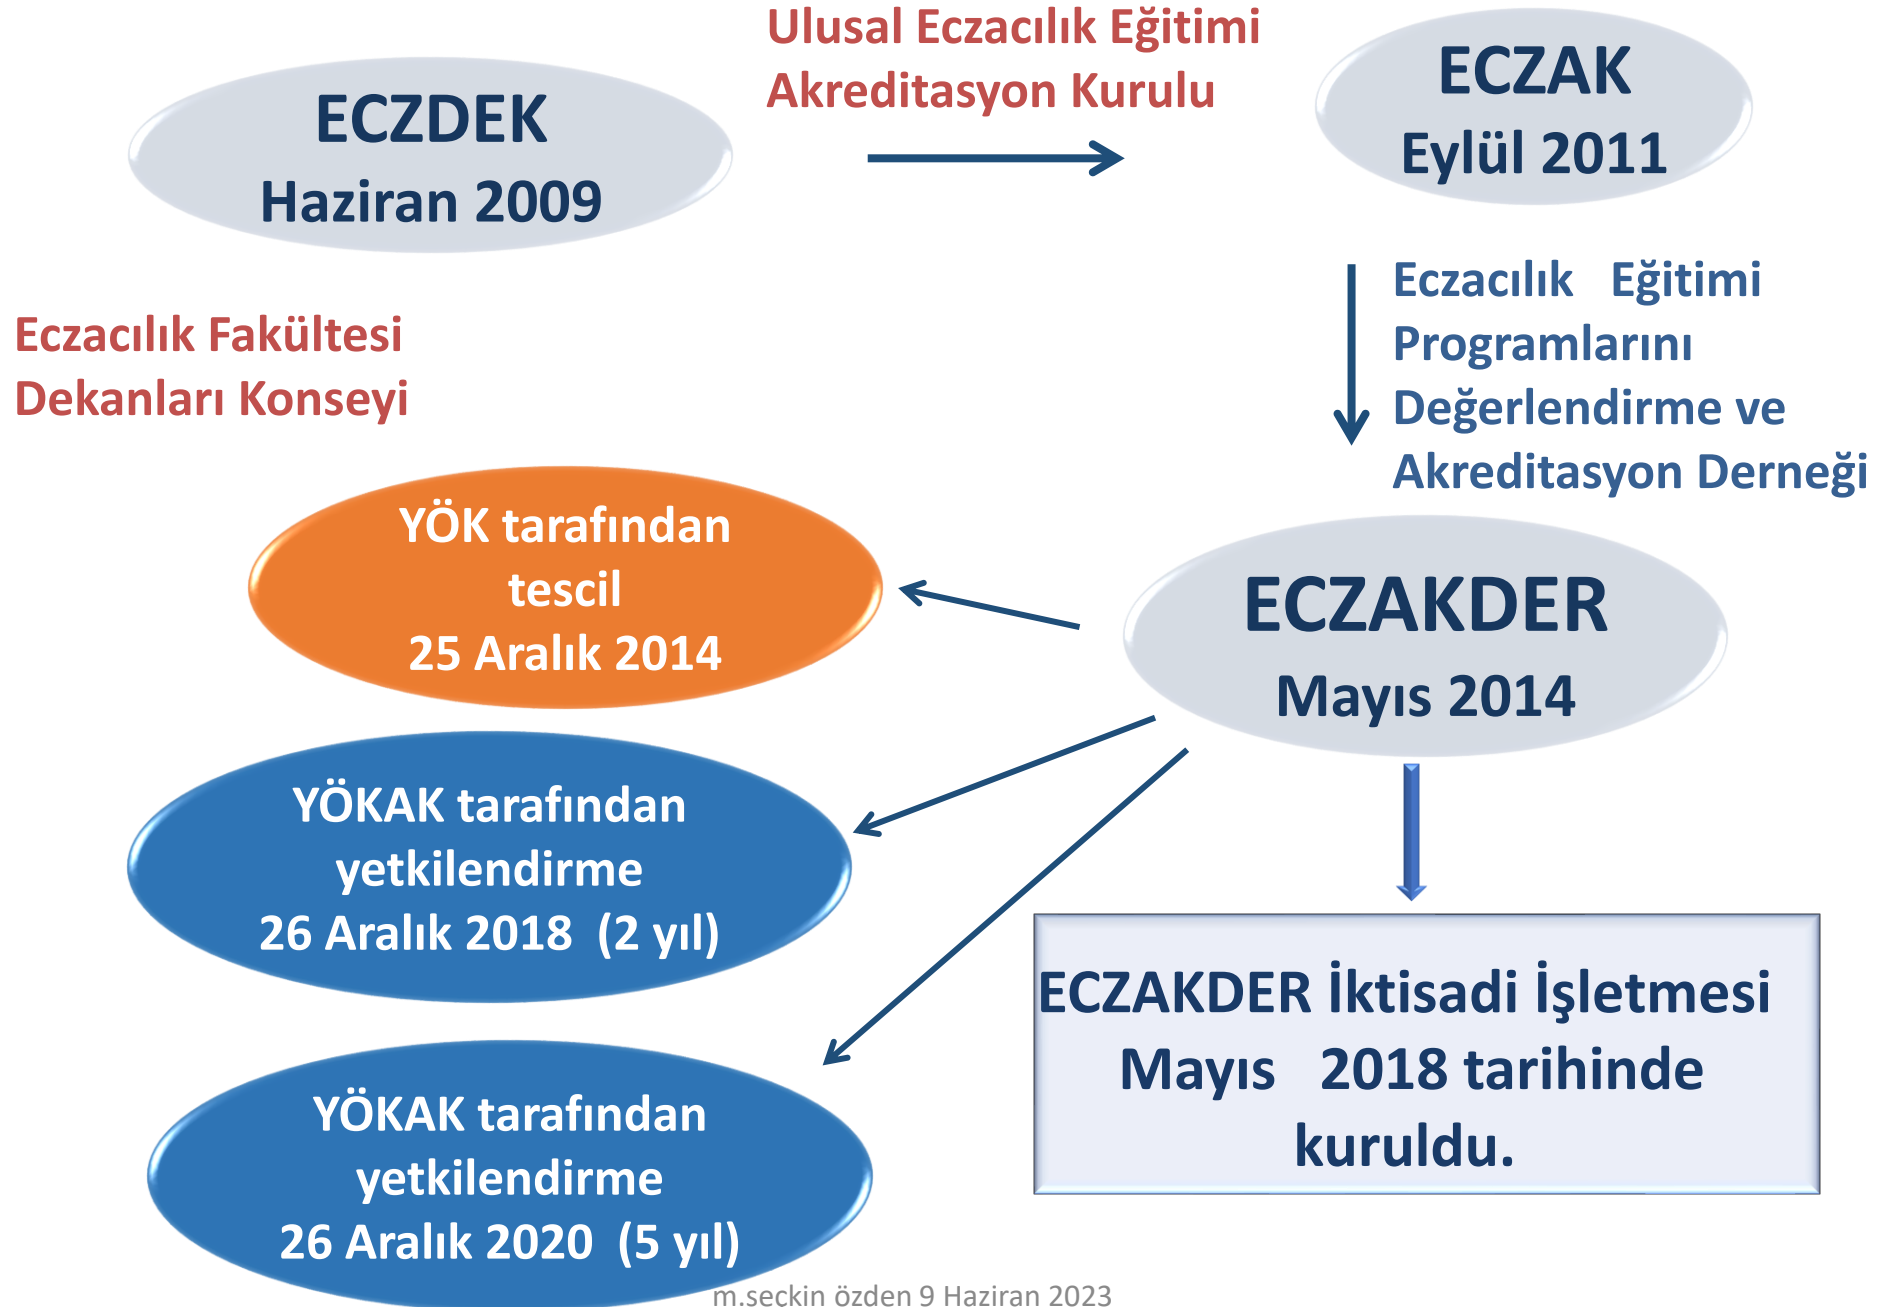 Ulusal Eczacılık Eğitimi
Akreditasyon Kurulu
ECZDEK
Haziran 2009
ECZAK
Eylül 2011
Eczacılık Fakültesi
Dekanları Konseyi
Eczacılık Eğitimi
Programlarını
Değerlendirme ve
Akreditasyon Derneği
YÖK tarafından
tescil
25 Aralık 2014
ECZAKDER
Mayıs 2014
YÖKAK tarafından
yetkilendirme
26 Aralık 2018 (2 yıl)
ECZAKDER İktisadi İşletmesi
Mayıs 2018 tarihinde
kuruldu.
YÖKAK tarafından
yetkilendirme
26 Aralık 2020 (5 yıl)
m.seçkin özden 9 Haziran 2023